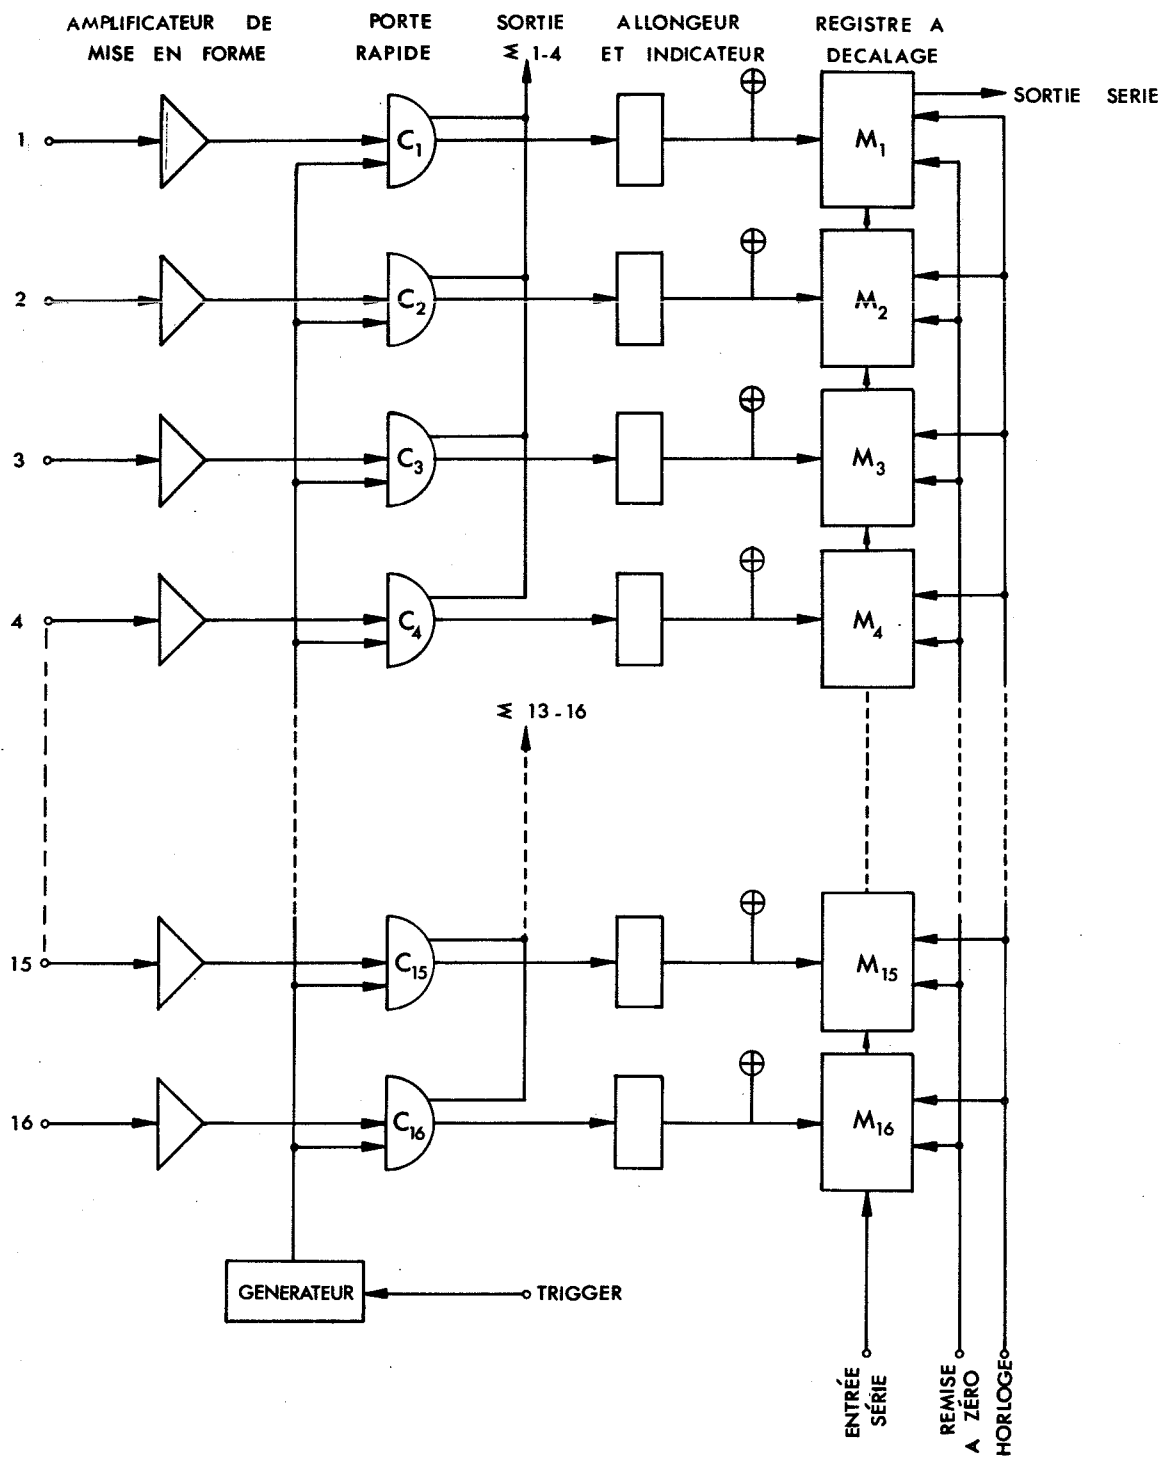 AMPLIFICATEUR DE
MISE EN FORME
PORTE
RAPIDE
SORTIE
M 1-4
ALLONGEUR
ET INDICATEUR
REGISTRE A
DECALAGE
SORTIE SERIE
1
C1
M1
2
C2
M2
3
C3
M3
4
C4
M4
M 13-16
15
C15
M15
16
C16
M16
GENERATEUR
TRIGGER
ENTRÉE
SÉRIE
REMISE
A ZÉRO
HORLOGE